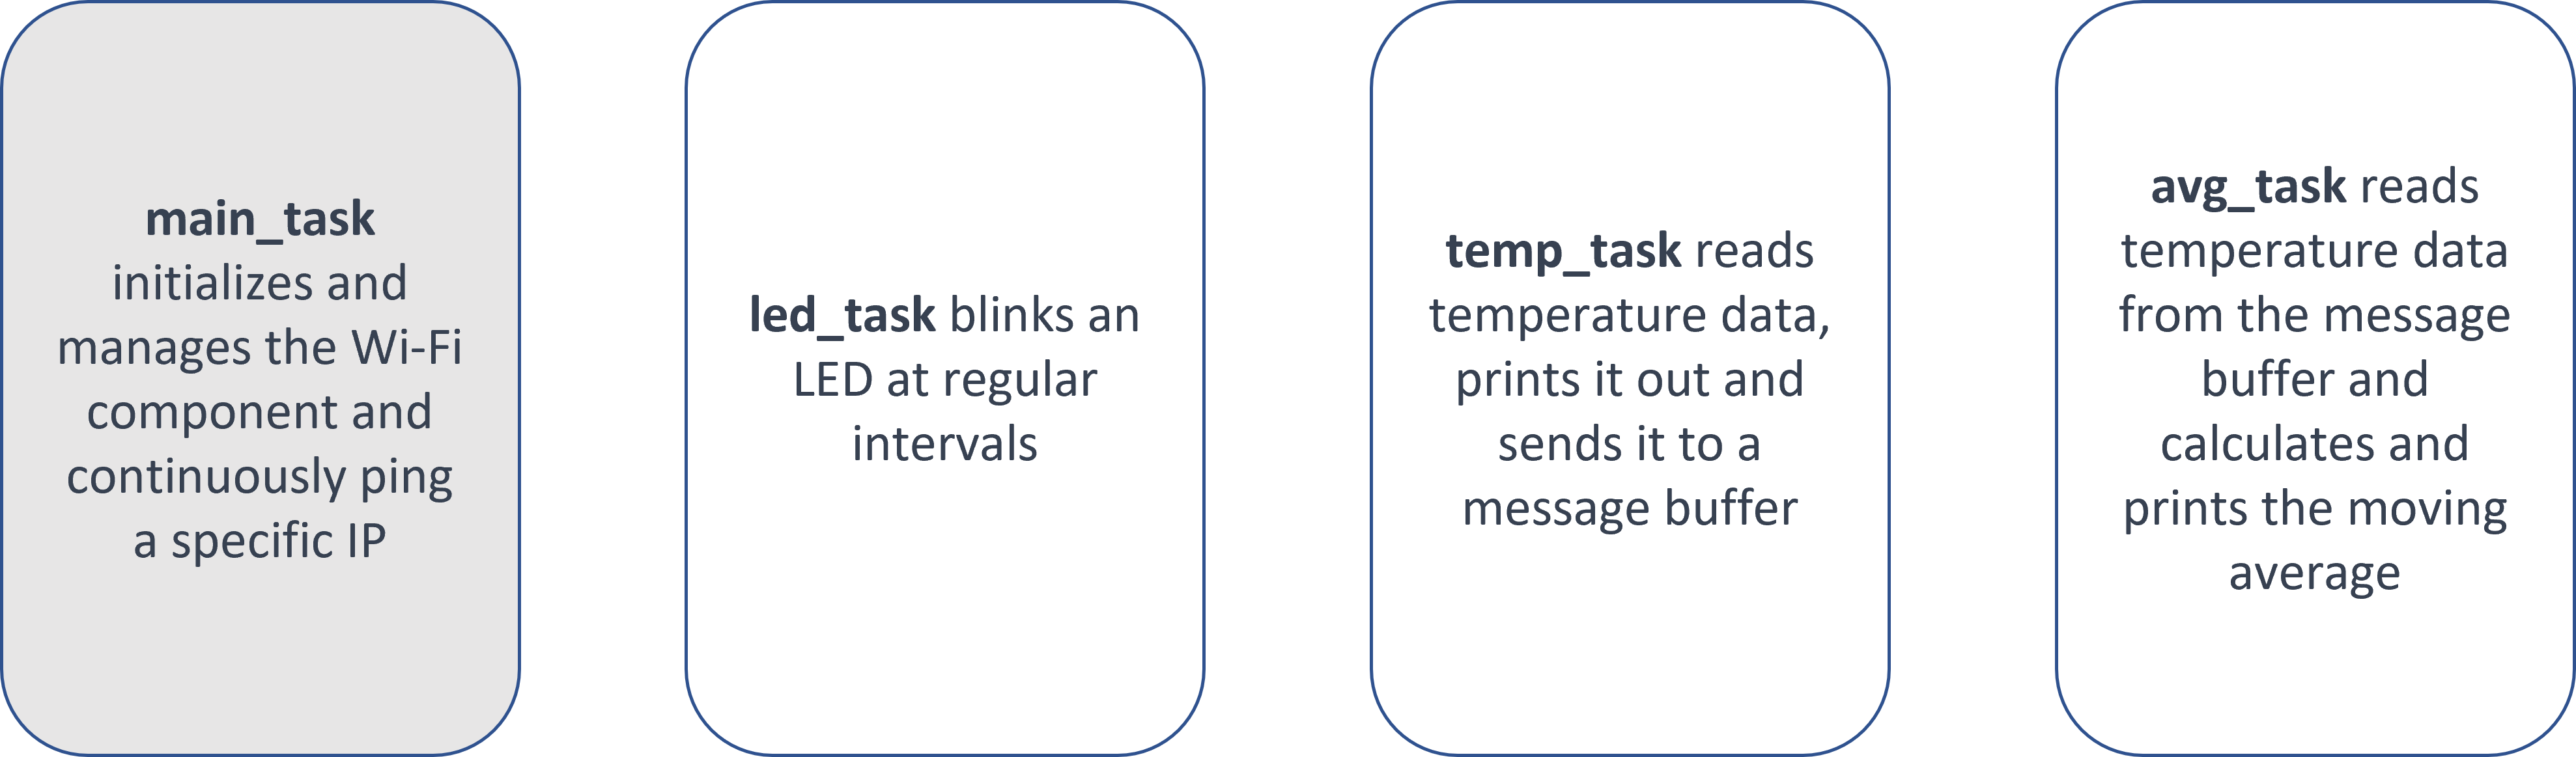 main_task
initializes and
manages the Wi-Fi
component and
continuously ping
a specific IP
led_task blinks an
LED at regular
intervals
temp_task reads
temperature data,
prints it out and
sends it to a
message buffer
avg_task reads
temperature data
from the message
buffer and
calculates and
prints the moving
average